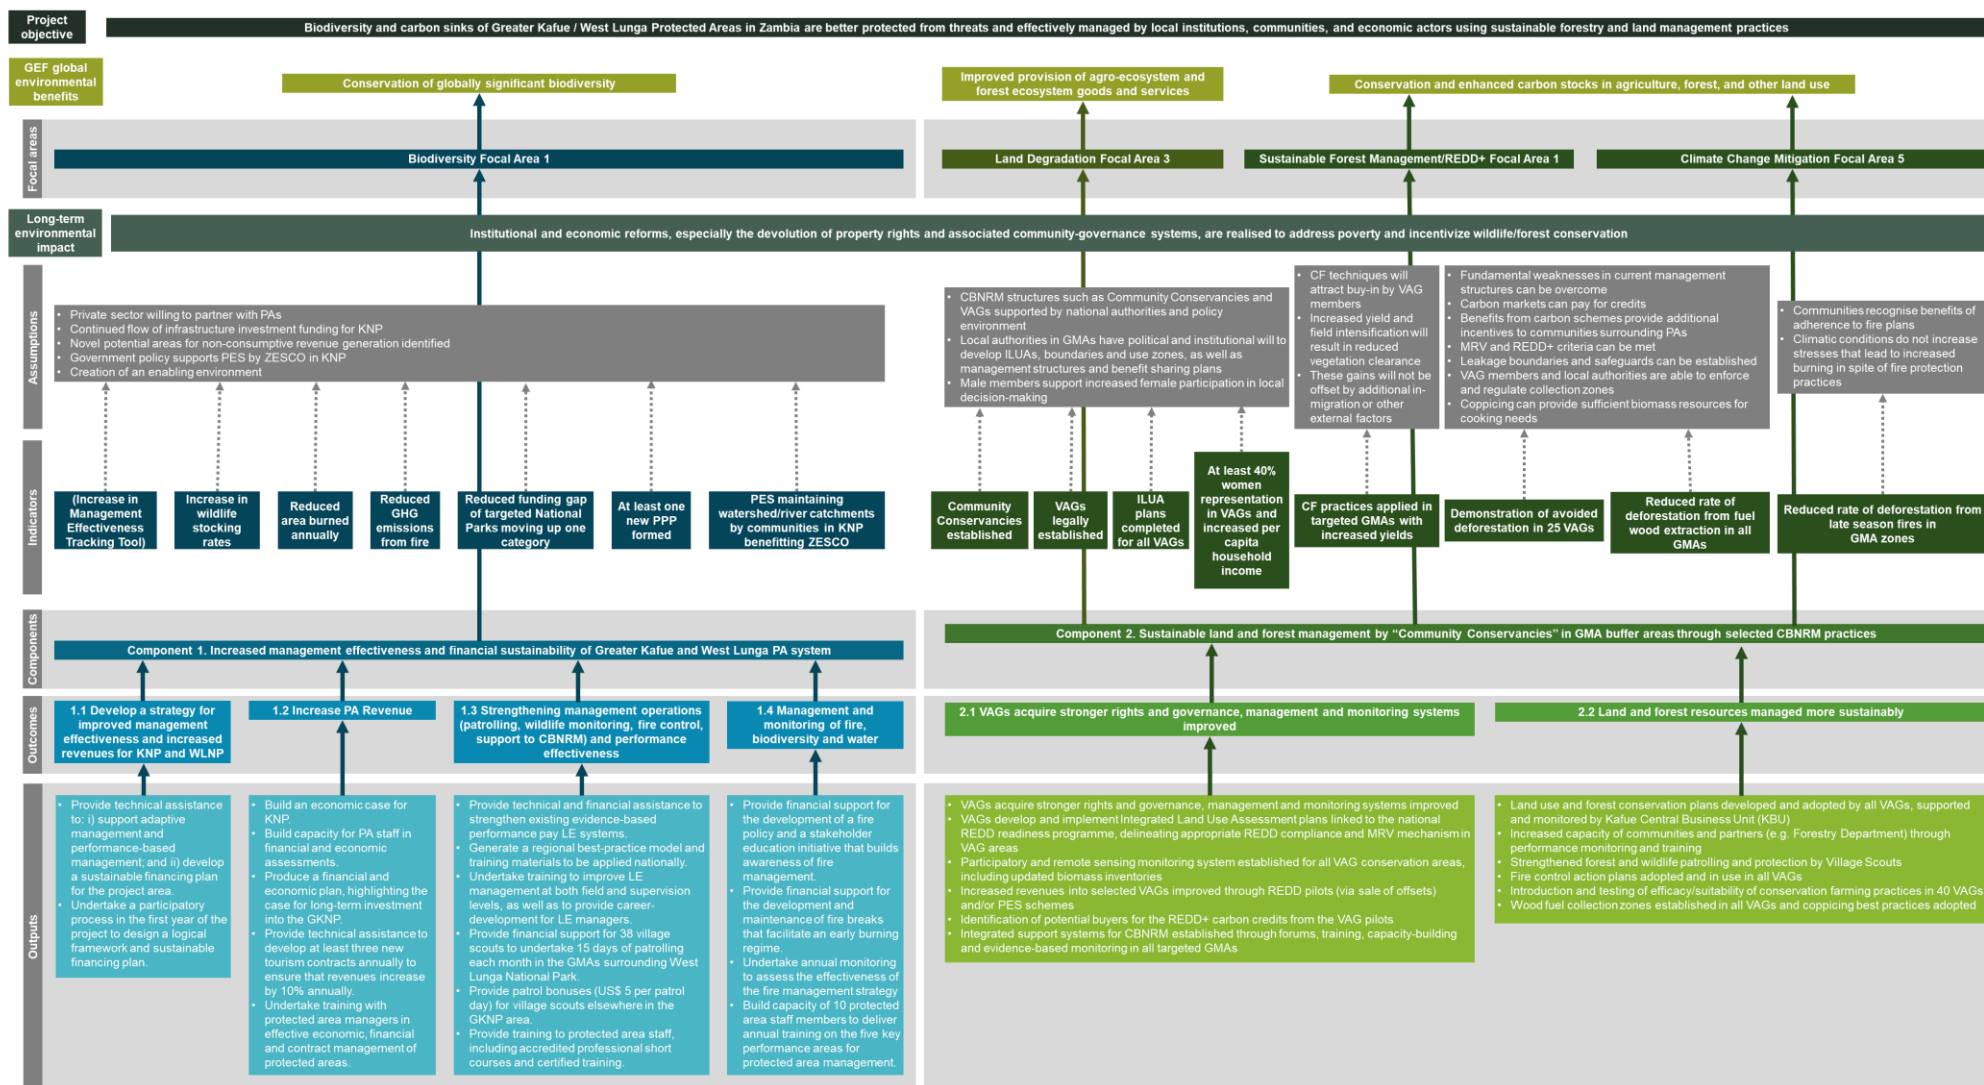 Project
objective
Biodiversity and carbon sinks of Greater Kafue / West Lunga Protected Areas in Zambia are better protected from threats and effectively managed by local institutions, communities, and economic actors using sustainable forestry and land management practices
GEF global
environmental
benefits
Conservation of globally significant biodiversity
Improved provision of agro-ecosystem and
forest ecosystem goods and services
Conservation and enhanced carbon stocks in agriculture, forest, and other land use
Focal areas
Biodiversity Focal Area 1
Land Degradation Focal Area 3
Sustainable Forest Management/REDD+ Focal Area 1
Climate Change Mitigation Focal Area 5
Long-term
environmental
impact
Institutional and economic reforms, especially the devolution of property rights and associated community-governance systems, are realised to address poverty and incentivize wildlife/forest conservation
Assumptions
• Private sector willing to partner with PAs
• Continued flow of infrastructure investment funding for KNP
• Novel potential areas for non-consumptive revenue generation identified
• Government policy supports PES by ZESCO in KNP
• Creation of an enabling environment
• CBNRM structures such as Community Conservancies and
VAGs supported by national authorities and policy
environment
• Local authorities in GMAs have political and institutional will to
develop ILUAs, boundaries and use zones, as well as
management structures and benefit sharing plans
• Male members support increased female participation in local
decision-making
• CF techniques will
attract buy-in by VAG
members
• Increased yield and
field intensification will
result in reduced
vegetation clearance
• These gains will not be
offset by additional in-
migration or other
external factors
• Fundamental weaknesses in current management
structures can be overcome
• Carbon markets can pay for credits
• Benefits from carbon schemes provide additional
incentives to communities surrounding PAs
• MRV and REDD+ criteria can be met
• Leakage boundaries and safeguards can be established
• VAG members and local authorities are able to enforce
and regulate collection zones
• Coppicing can provide sufficient biomass resources for
cooking needs
• Communities recognise benefits of
adherence to fire plans
• Climatic conditions do not increase
stresses that lead to increased
burning in spite of fire protection
practices
Indicators
(Increase in
Management
Effectiveness
Tracking Tool)
Increase in
wildlife
stocking
rates
Reduced
area burned
annually
Reduced
GHG
emissions
from fire
Reduced funding gap
of targeted National
Parks moving up one
category
At least one
new PPP
formed
PES maintaining
watershed/river catchments
by communities in KNP
benefitting ZESCO
Community
Conservancies
established
VAGs
legally
established
ILUA
plans
completed
for all VAGs
At least 40%
women
representation
in VAGs and
increased per
capita
household
income
CF practices applied in
targeted GMAs with
increased yields
Demonstration of avoided
deforestation in 25 VAGs
Reduced rate of
deforestation from fuel
wood extraction in all
GMAs
Reduced rate of deforestation from
late season fires in
GMA zones
Components
Component 1. Increased management effectiveness and financial sustainability of Greater Kafue and West Lunga PA system
Component 2. Sustainable land and forest management by “Community Conservancies” in GMA buffer areas through selected CBNRM practices
Outcomes
1.1 Develop a strategy for
improved management
effectiveness and increased
revenues for KNP and WLNP
1.2 Increase PA Revenue
1.3 Strengthening management operations
(patrolling, wildlife monitoring, fire control,
support to CBNRM) and performance
effectiveness
1.4 Management and
monitoring of fire,
biodiversity and water
2.1 VAGs acquire stronger rights and governance, management and monitoring systems
improved
2.2 Land and forest resources managed more sustainably
Outputs
• Provide technical assistance
to: i) support adaptive
management and
performance-based
management; and ii) develop
a sustainable financing plan
for the project area.
• Undertake a participatory
process in the first year of the
project to design a logical
framework and sustainable
financing plan.
• Build an economic case for
KNP.
• Build capacity for PA staff in
financial and economic
assessments.
• Produce a financial and
economic plan, highlighting the
case for long-term investment
into the GKNP.
• Provide technical assistance to
develop at least three new
tourism contracts annually to
ensure that revenues increase
by 10% annually.
• Undertake training with
protected area managers in
effective economic, financial
and contract management of
protected areas.
• Provide technical and financial assistance to
strengthen existing evidence-based
performance pay LE systems.
• Generate a regional best-practice model and
training materials to be applied nationally.
• Undertake training to improve LE
management at both field and supervision
levels, as well as to provide career-
development for LE managers.
• Provide financial support for 38 village
scouts to undertake 15 days of patrolling
each month in the GMAs surrounding West
Lunga National Park.
• Provide patrol bonuses (US$ 5 per patrol
day) for village scouts elsewhere in the
GKNP area.
• Provide training to protected area staff,
including accredited professional short
courses and certified training.
• Provide financial support for
the development of a fire
policy and a stakeholder
education initiative that builds
awareness of fire
management.
• Provide financial support for
the development and
maintenance of fire breaks
that facilitate an early burning
regime.
• Undertake annual monitoring
to assess the effectiveness of
the fire management strategy
• Build capacity of 10 protected
area staff members to deliver
annual training on the five key
performance areas for
protected area management.
• VAGs acquire stronger rights and governance, management and monitoring systems improved
• VAGs develop and implement Integrated Land Use Assessment plans linked to the national
REDD readiness programme, delineating appropriate REDD compliance and MRV mechanism in
VAG areas
• Participatory and remote sensing monitoring system established for all VAG conservation areas,
including updated biomass inventories
• Increased revenues into selected VAGs improved through REDD pilots (via sale of offsets)
and/or PES schemes
• Identification of potential buyers for the REDD+ carbon credits from the VAG pilots
• Integrated support systems for CBNRM established through forums, training, capacity-building
and evidence-based monitoring in all targeted GMAs
• Land use and forest conservation plans developed and adopted by all VAGs, supported
and monitored by Kafue Central Business Unit (KBU)
• Increased capacity of communities and partners (e.g. Forestry Department) through
performance monitoring and training
• Strengthened forest and wildlife patrolling and protection by Village Scouts
• Fire control action plans adopted and in use in all VAGs
• Introduction and testing of efficacy/suitability of conservation farming practices in 40 VAGs
• Wood fuel collection zones established in all VAGs and coppicing best practices adopted